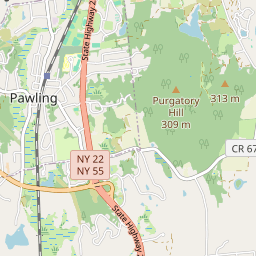 State Highway 2
Pawling
Purgatory
Hill
309 m
313 m
NY 22
NY 55
CR 67
State Highway